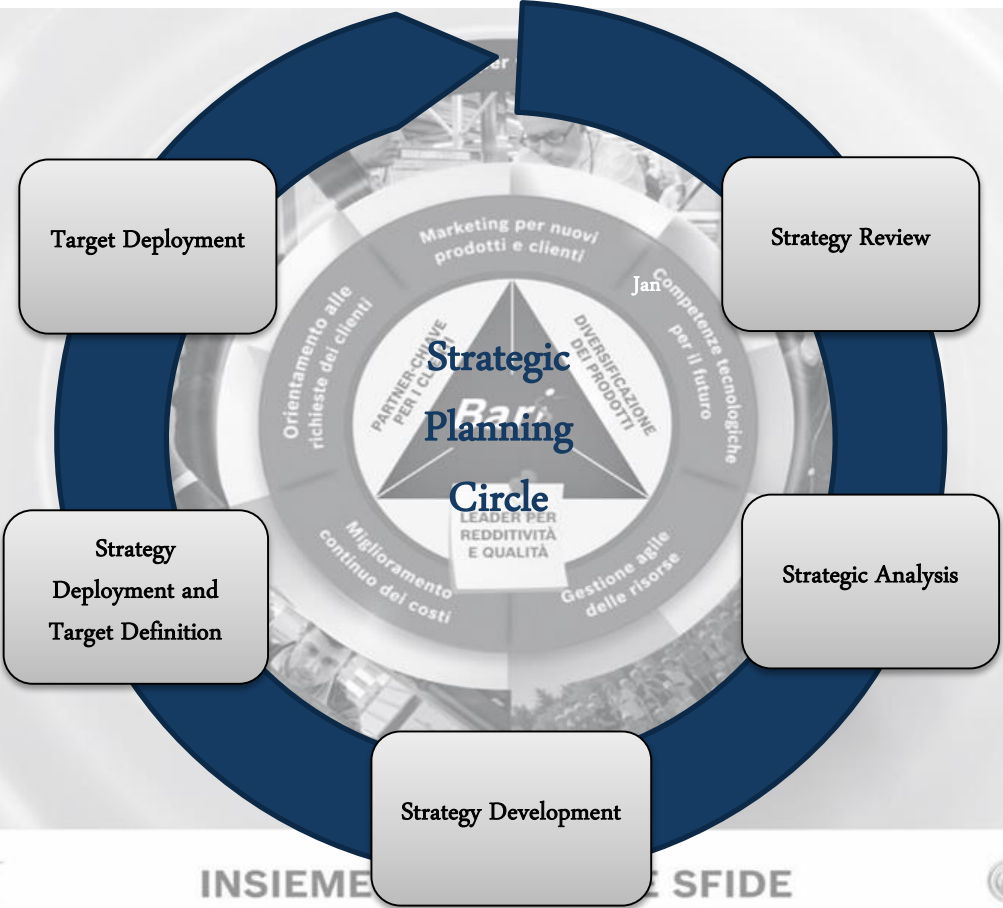 er
Target Deployment
Strategy Review
Marketing per nuovi
prodotti e clienti
Jan
Orientamento alle
richieste dei clienti
Competenze tecnologiche
per il futuro
PARTNER-CHIAVE
PER I
DIVERSIFICAZIONE
DEI PRODOTTI
Strategic
Bari
Planning
Circle
LEADER PER
REDDITIVITÀ
E QUALITÀ
Miglioramento
continuo dei costi
Gestione agile
delle risorse
Strategy
Deployment and
Target Definition
Strategic Analysis
Strategy Development
INSIEME E SFIDE